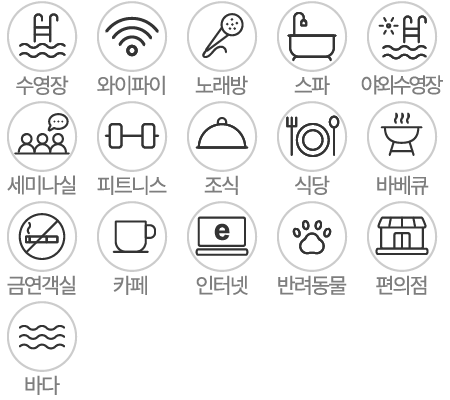 수영장 와이파이 노래방 스파 야외수영장
세미나실 피트니스 조식 식당 바베큐
e
금연객실 카페 인터넷 반려동물 편의점
바다